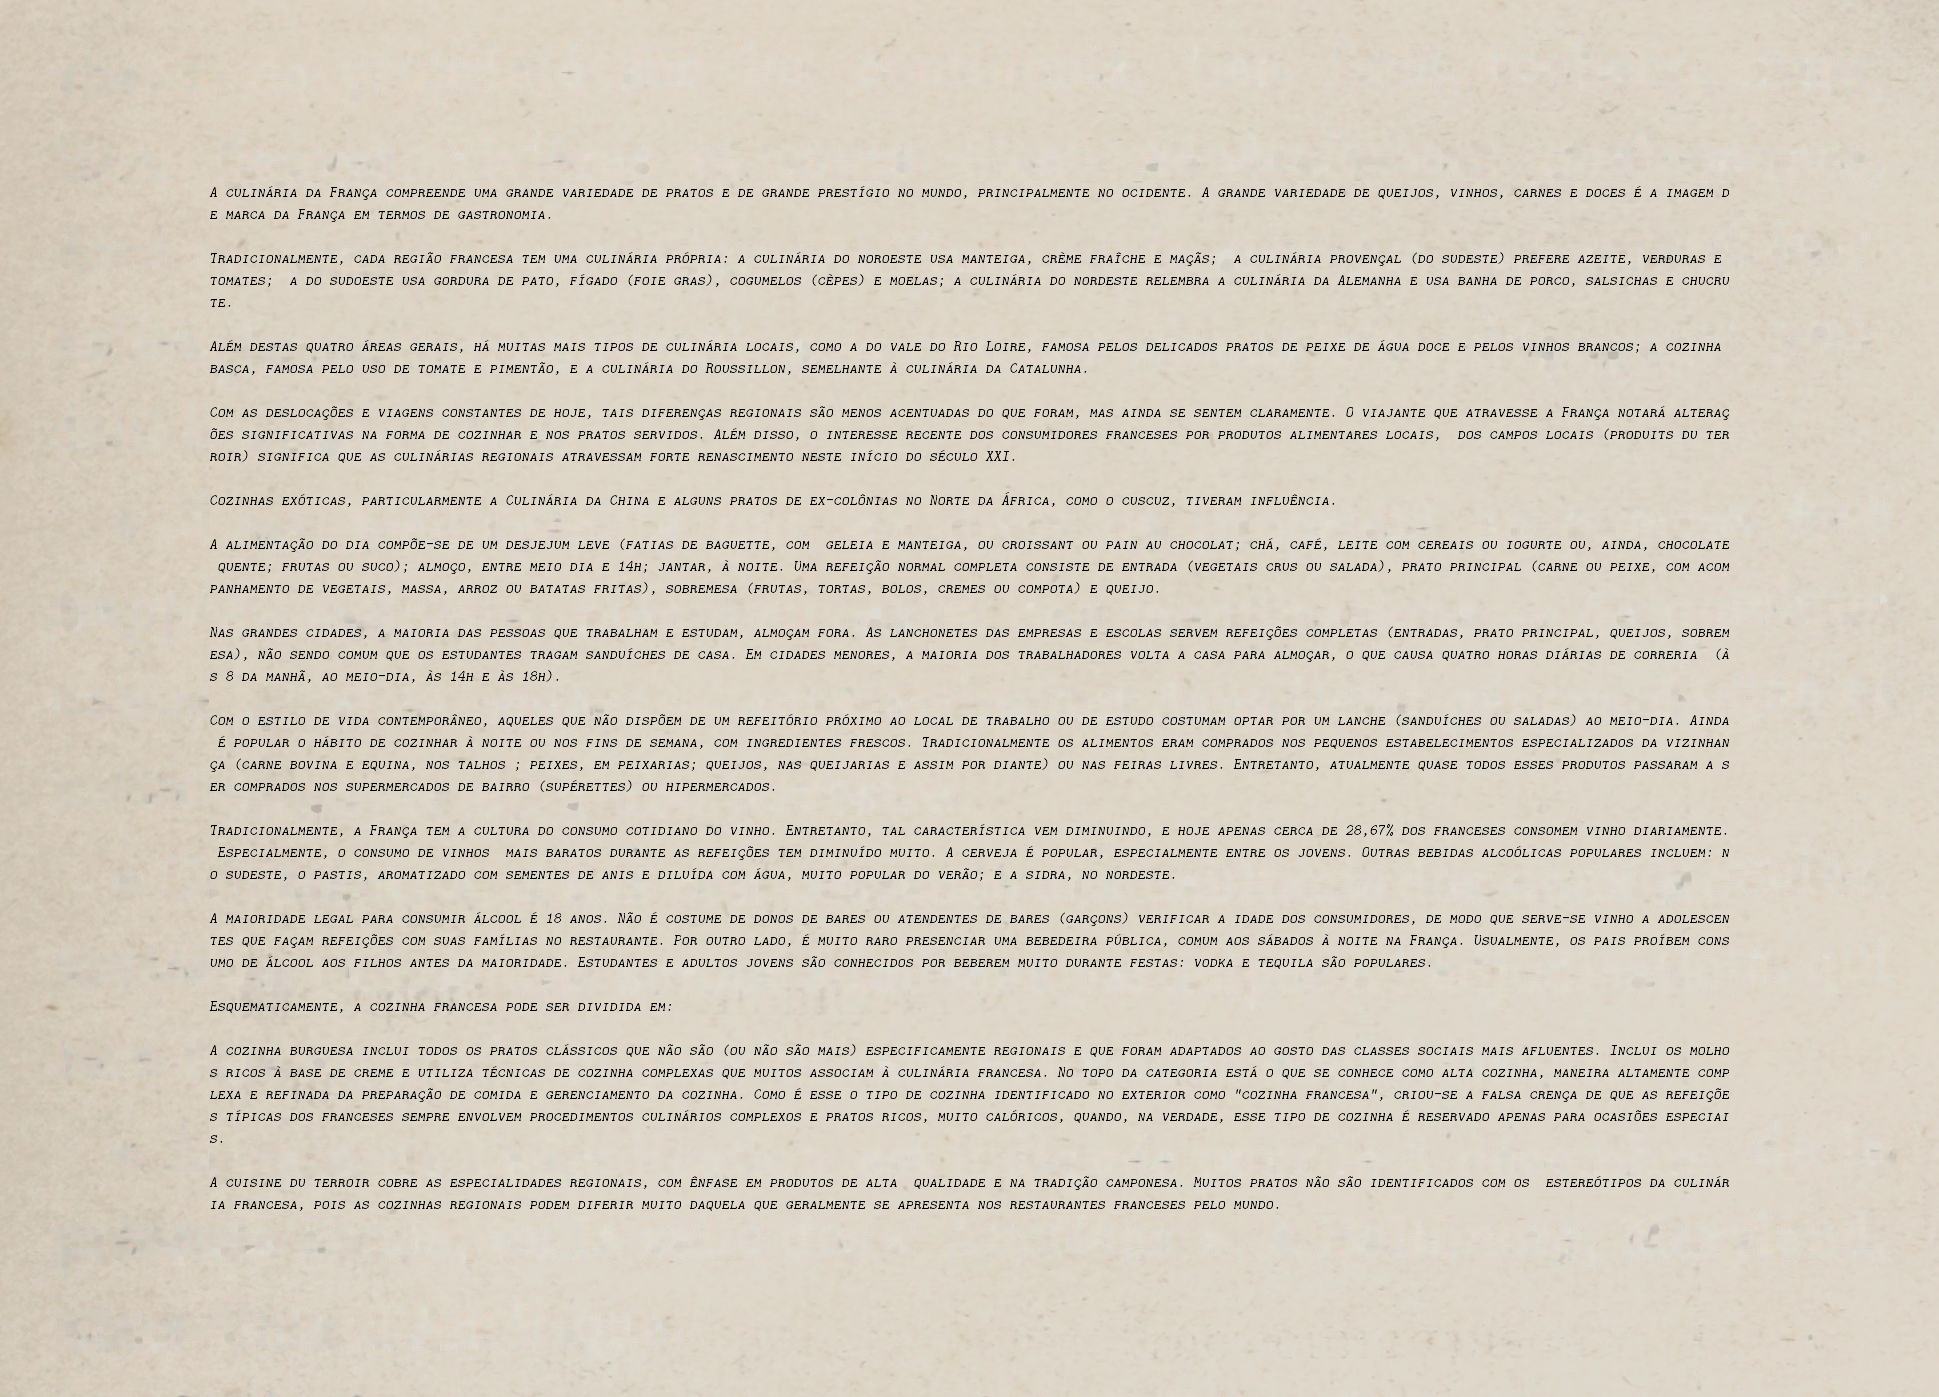 A culinária da França compreende uma grande variedade de pratos e de grande prestígio no mundo, principalmente no ocidente. A grande variedade de queijos, vinhos, carnes e doces é a imagem d
e marca da França em termos de gastronomia.
Tradicionalmente, cada região francesa tem uma culinária própria: a culinária do noroeste usa manteiga, crème fraîche e maçãs;  a culinária provençal (do sudeste) prefere azeite, verduras e
tomates;  a do sudoeste usa gordura de pato, fígado (foie gras), cogumelos (cèpes) e moelas; a culinária do nordeste relembra a culinária da Alemanha e usa banha de porco, salsichas e chucru
te.
Além destas quatro áreas gerais, há muitas mais tipos de culinária locais, como a do vale do Rio Loire, famosa pelos delicados pratos de peixe de água doce e pelos vinhos brancos; a cozinha
basca, famosa pelo uso de tomate e pimentão, e a culinária do Roussillon, semelhante à culinária da Catalunha.
Com as deslocações e viagens constantes de hoje, tais diferenças regionais são menos acentuadas do que foram, mas ainda se sentem claramente. O viajante que atravesse a França notará alteraç
ões significativas na forma de cozinhar e nos pratos servidos. Além disso, o interesse recente dos consumidores franceses por produtos alimentares locais,  dos campos locais (produits du ter
roir) significa que as culinárias regionais atravessam forte renascimento neste início do século XXI.
Cozinhas exóticas, particularmente a Culinária da China e alguns pratos de ex-colônias no Norte da África, como o cuscuz, tiveram influência.
A alimentação do dia compõe-se de um desjejum leve (fatias de baguette, com  geleia e manteiga, ou croissant ou pain au chocolat; chá, café, leite com cereais ou iogurte ou, ainda, chocolate
 quente; frutas ou suco); almoço, entre meio dia e 14h; jantar, à noite. Uma refeição normal completa consiste de entrada (vegetais crus ou salada), prato principal (carne ou peixe, com acom
panhamento de vegetais, massa, arroz ou batatas fritas), sobremesa (frutas, tortas, bolos, cremes ou compota) e queijo.
Nas grandes cidades, a maioria das pessoas que trabalham e estudam, almoçam fora. As lanchonetes das empresas e escolas servem refeições completas (entradas, prato principal, queijos, sobrem
esa), não sendo comum que os estudantes tragam sanduíches de casa. Em cidades menores, a maioria dos trabalhadores volta a casa para almoçar, o que causa quatro horas diárias de correria  (à
s 8 da manhã, ao meio-dia, às 14h e às 18h).
Com o estilo de vida contemporâneo, aqueles que não dispõem de um refeitório próximo ao local de trabalho ou de estudo costumam optar por um lanche (sanduíches ou saladas) ao meio-dia. Ainda
 é popular o hábito de cozinhar à noite ou nos fins de semana, com ingredientes frescos. Tradicionalmente os alimentos eram comprados nos pequenos estabelecimentos especializados da vizinhan
ça (carne bovina e equina, nos talhos ; peixes, em peixarias; queijos, nas queijarias e assim por diante) ou nas feiras livres. Entretanto, atualmente quase todos esses produtos passaram a s
er comprados nos supermercados de bairro (supérettes) ou hipermercados.
Tradicionalmente, a França tem a cultura do consumo cotidiano do vinho. Entretanto, tal característica vem diminuindo, e hoje apenas cerca de 28,67% dos franceses consomem vinho diariamente.
 Especialmente, o consumo de vinhos  mais baratos durante as refeições tem diminuído muito. A cerveja é popular, especialmente entre os jovens. Outras bebidas alcoólicas populares incluem: n
o sudeste, o pastis, aromatizado com sementes de anis e diluída com água, muito popular do verão; e a sidra, no nordeste.
A maioridade legal para consumir álcool é 18 anos. Não é costume de donos de bares ou atendentes de bares (garçons) verificar a idade dos consumidores, de modo que serve-se vinho a adolescen
tes que façam refeições com suas famílias no restaurante. Por outro lado, é muito raro presenciar uma bebedeira pública, comum aos sábados à noite na França. Usualmente, os pais proíbem cons
umo de álcool aos filhos antes da maioridade. Estudantes e adultos jovens são conhecidos por beberem muito durante festas: vodka e tequila são populares.
Esquematicamente, a cozinha francesa pode ser dividida em:
A cozinha burguesa inclui todos os pratos clássicos que não são (ou não são mais) especificamente regionais e que foram adaptados ao gosto das classes sociais mais afluentes. Inclui os molho
s ricos à base de creme e utiliza técnicas de cozinha complexas que muitos associam à culinária francesa. No topo da categoria está o que se conhece como alta cozinha, maneira altamente comp
lexa e refinada da preparação de comida e gerenciamento da cozinha. Como é esse o tipo de cozinha identificado no exterior como "cozinha francesa", criou-se a falsa crença de que as refeiçõe
s típicas dos franceses sempre envolvem procedimentos culinários complexos e pratos ricos, muito calóricos, quando, na verdade, esse tipo de cozinha é reservado apenas para ocasiões especiai
s.
A cuisine du terroir cobre as especialidades regionais, com ênfase em produtos de alta  qualidade e na tradição camponesa. Muitos pratos não são identificados com os  estereótipos da culinár
ia francesa, pois as cozinhas regionais podem diferir muito daquela que geralmente se apresenta nos restaurantes franceses pelo mundo.